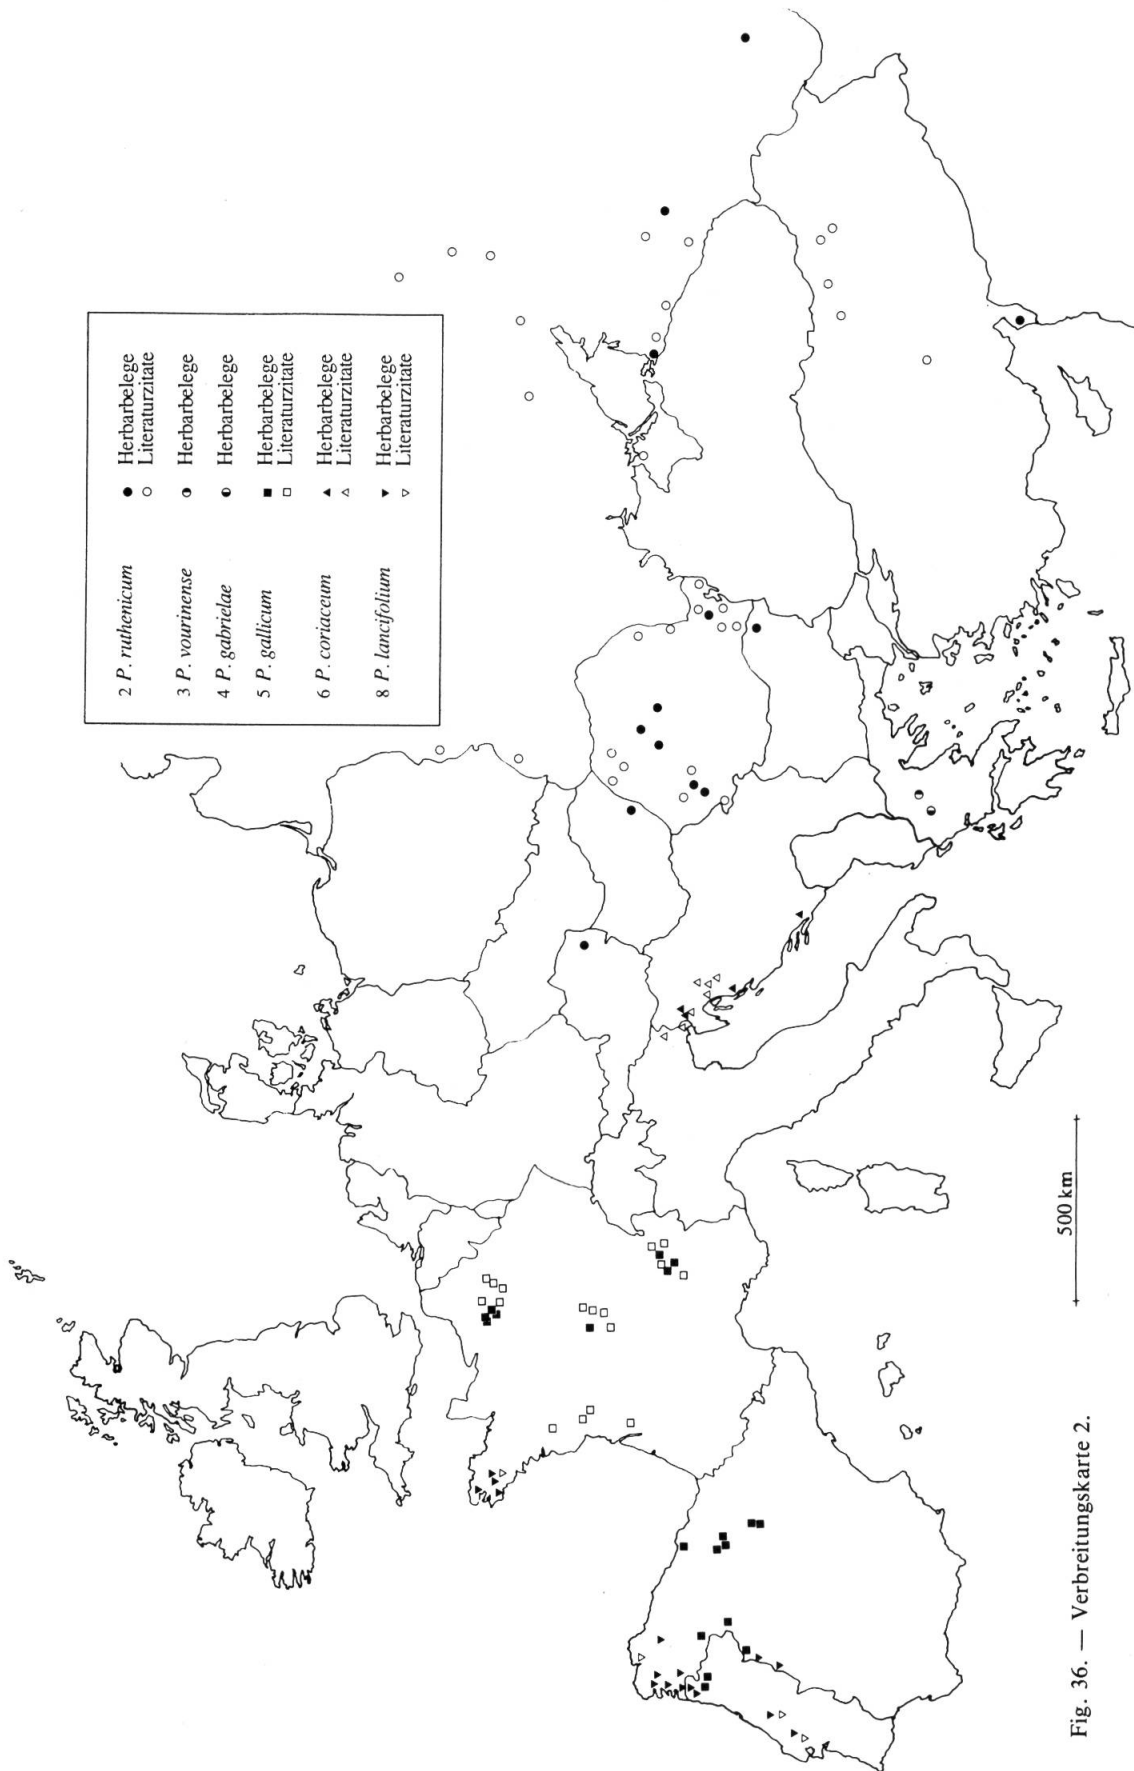 2 P. ruthenicum ● Herbarbelege
○ Literaturzitate
3 P. vourinense ◑ Herbarbelege
4 P. gabrielae ◒ Herbarbelege
5 P. gallicum ■ Herbarbelege
□ Literaturzitate
6 P. coriaceum ▲ Herbarbelege
△ Literaturzitate
8 P. lancifolium ▼ Herbarbelege
▽ Literaturzitate
500 km
Fig. 36. — Verbreitungskarte 2.